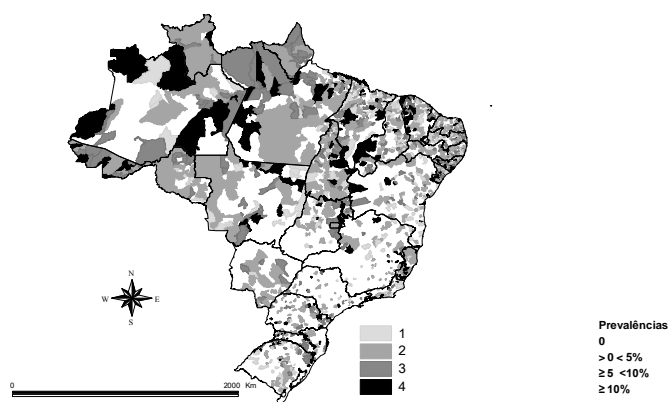 N
W E
S
0 2000 Km
1
2
3
4
Prevalências
0
> 0 < 5%
≥ 5 <10%
≥ 10%